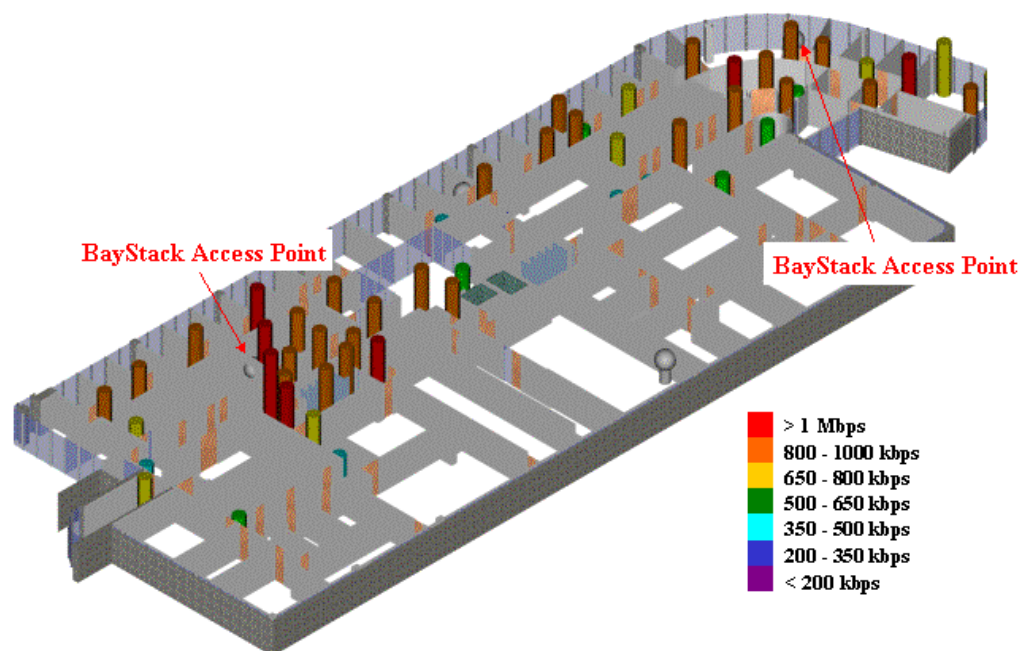 BayStack Access Point
BayStack Access Point
> 1 Mbps
800 - 1000 kbps
650 - 800 kbps
500 - 650 kbps
350 - 500 kbps
200 - 350 kbps
< 200 kbps